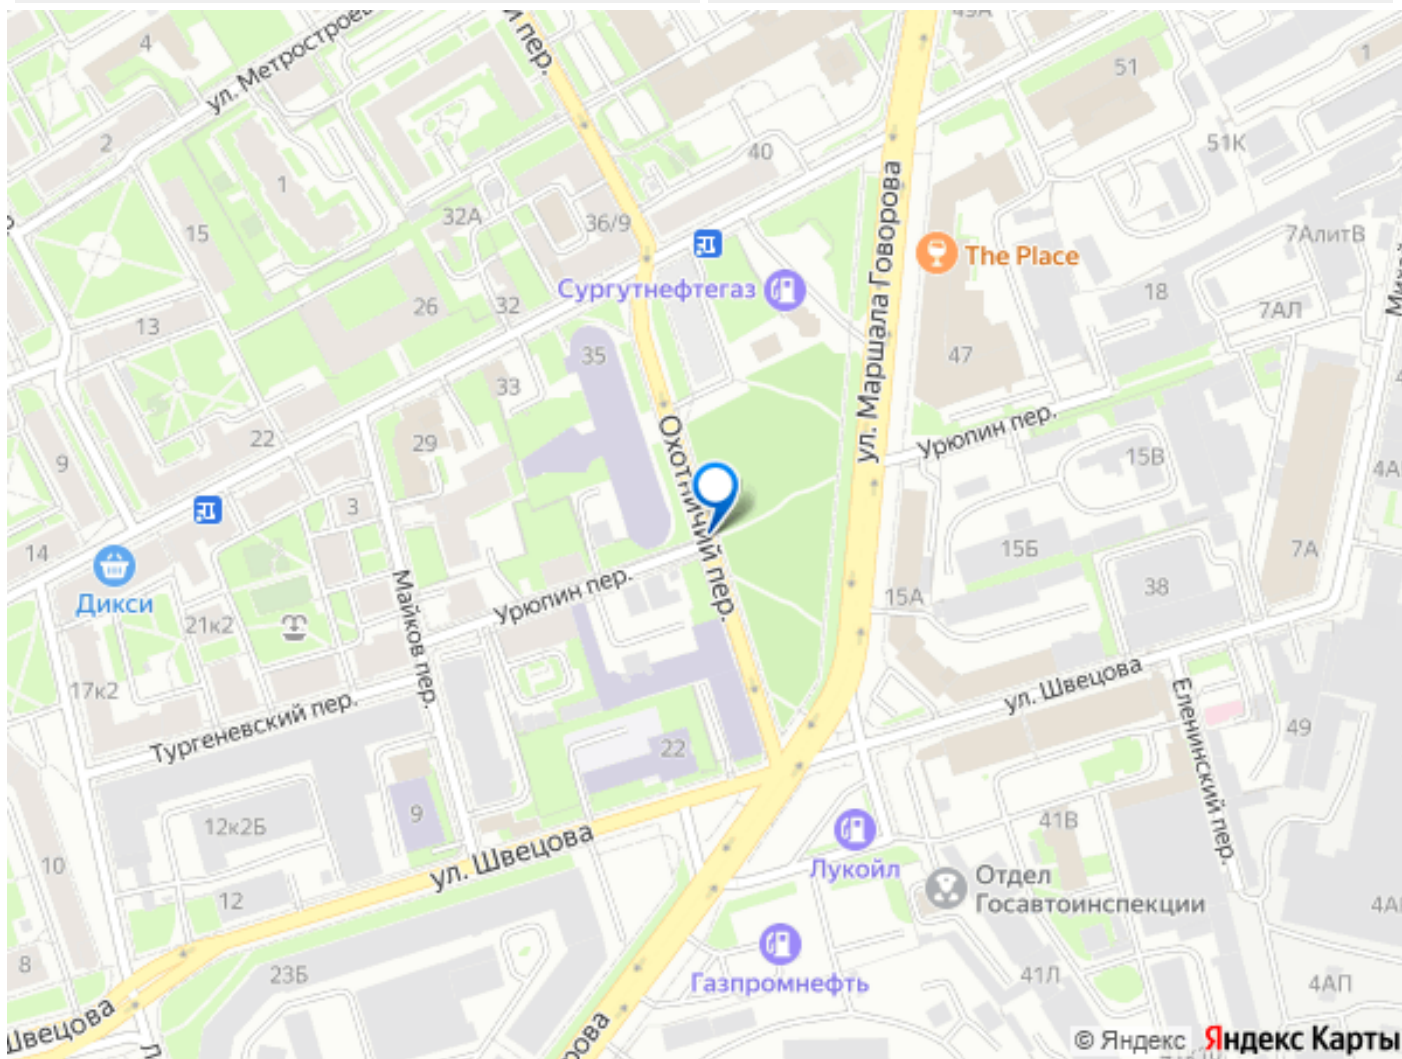 49А
4
ул. Метростроев
й пер.
51
1
51К
2
40
1
32А
36/9
15
ул. Маршала Говорова
The Place
7АлитВ
18
7АЛ
Сургутнефтегаз
26
32
13
35
47
33
Охотничий пер.
Урюпин пер.
22
29
9
15В
4А
3
14
15Б
7А
38
15А
Дикси
Урюпин пер.
21к2
Майков пер.
17к2
ул. Швецова
Тургеневский пер.
Еленинский пер.
49
22
9
12к2Б
41В
ул. Швецова
Лукойл
10
Отдел
Госавтоинспекции
12
4А
8
23Б
Газпромнефть
41Л
4АП
Швецова
рова
© Яндекс Яндекс Карты